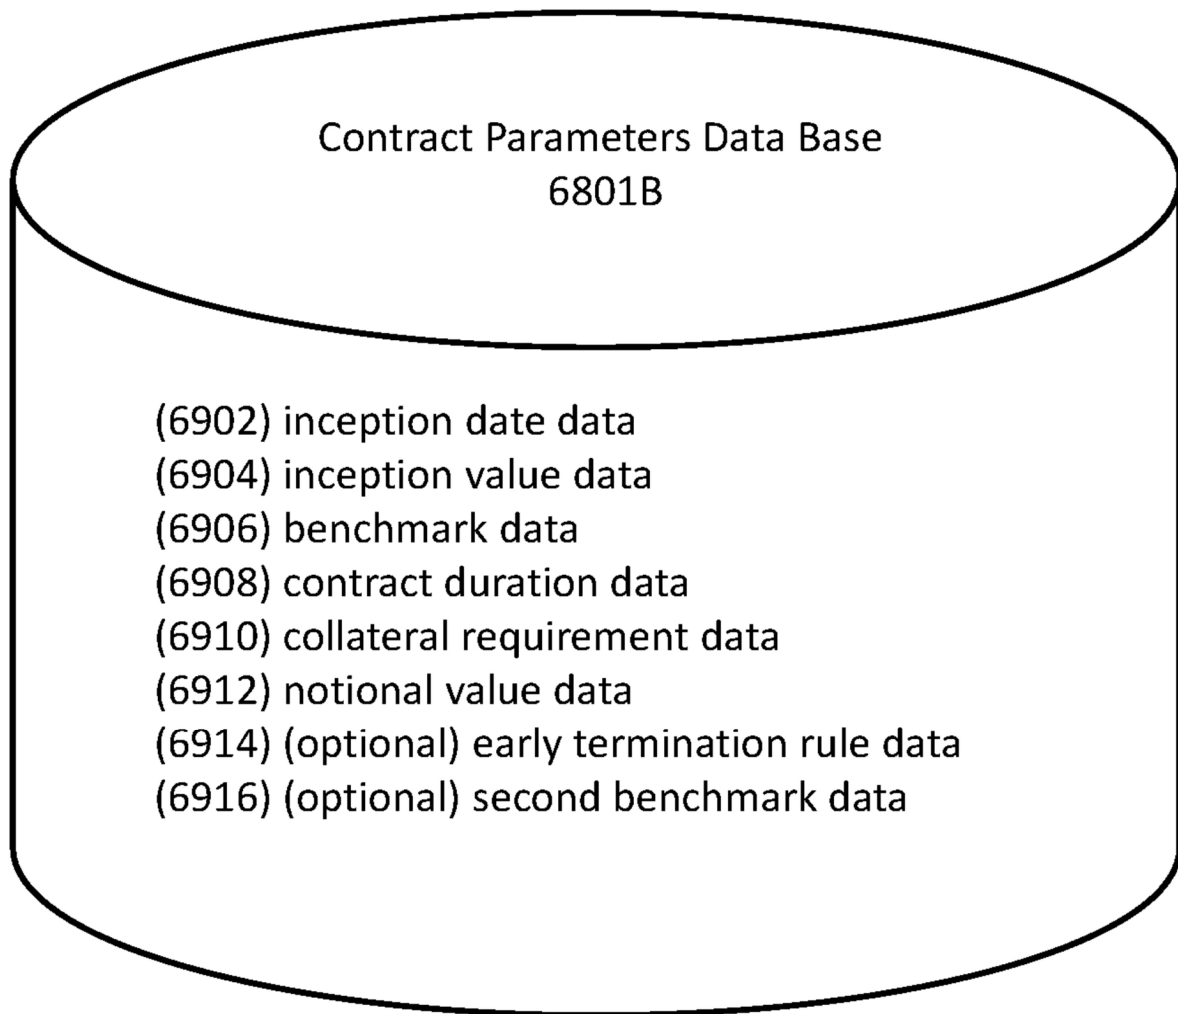 Contract Parameters Data Base
6801B
(6902) inception date data
(6904) inception value data
(6906) benchmark data
(6908) contract duration data
(6910) collateral requirement data
(6912) notional value data
(6914) (optional) early termination rule data
(6916) (optional) second benchmark data